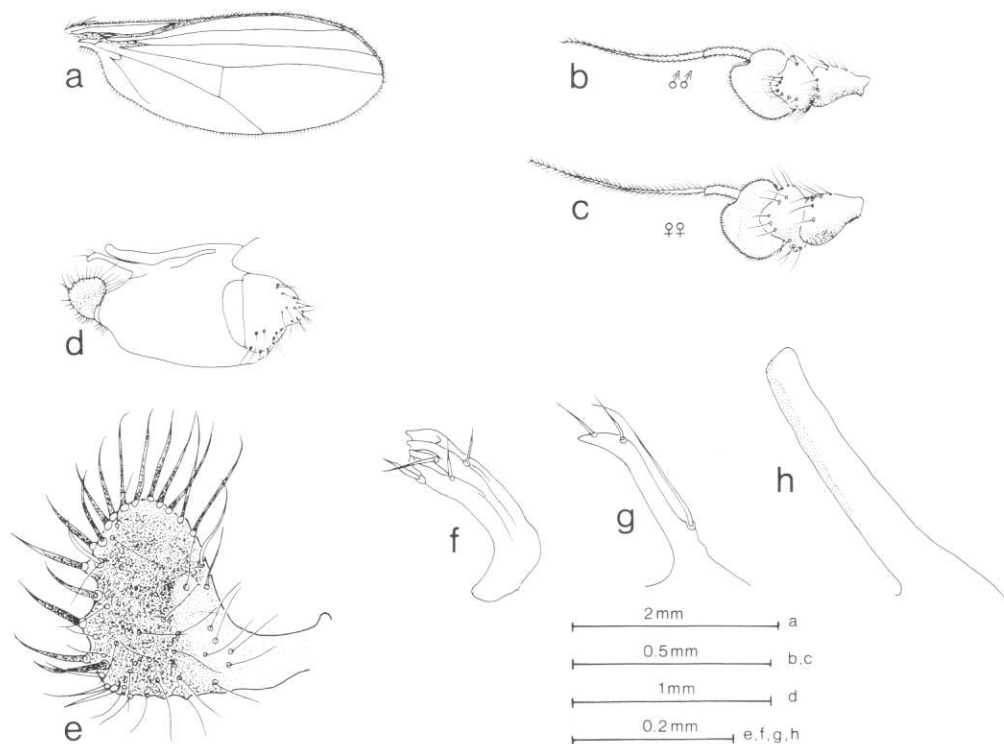 a
b
♂♂
c
♀♀
d
e
f
g
h
2mm a
0.5mm b,c
1mm d
0.2mm e,f,g,h